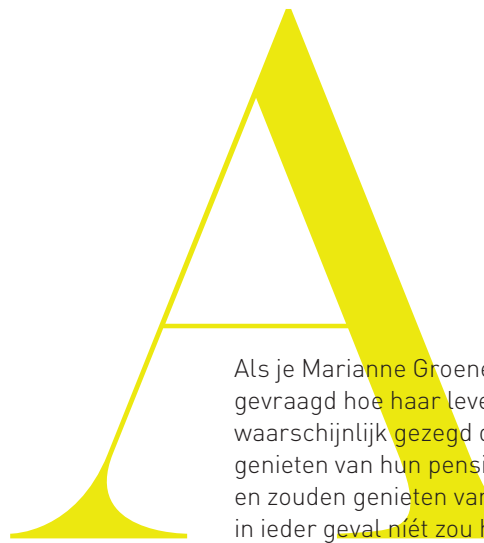 A
Als je Marianne Groene
gevraagd hoe haar leve
waarschijnlijk gezegd
genieten van hun pensi
en zouden genieten va
in ieder geval níét zou